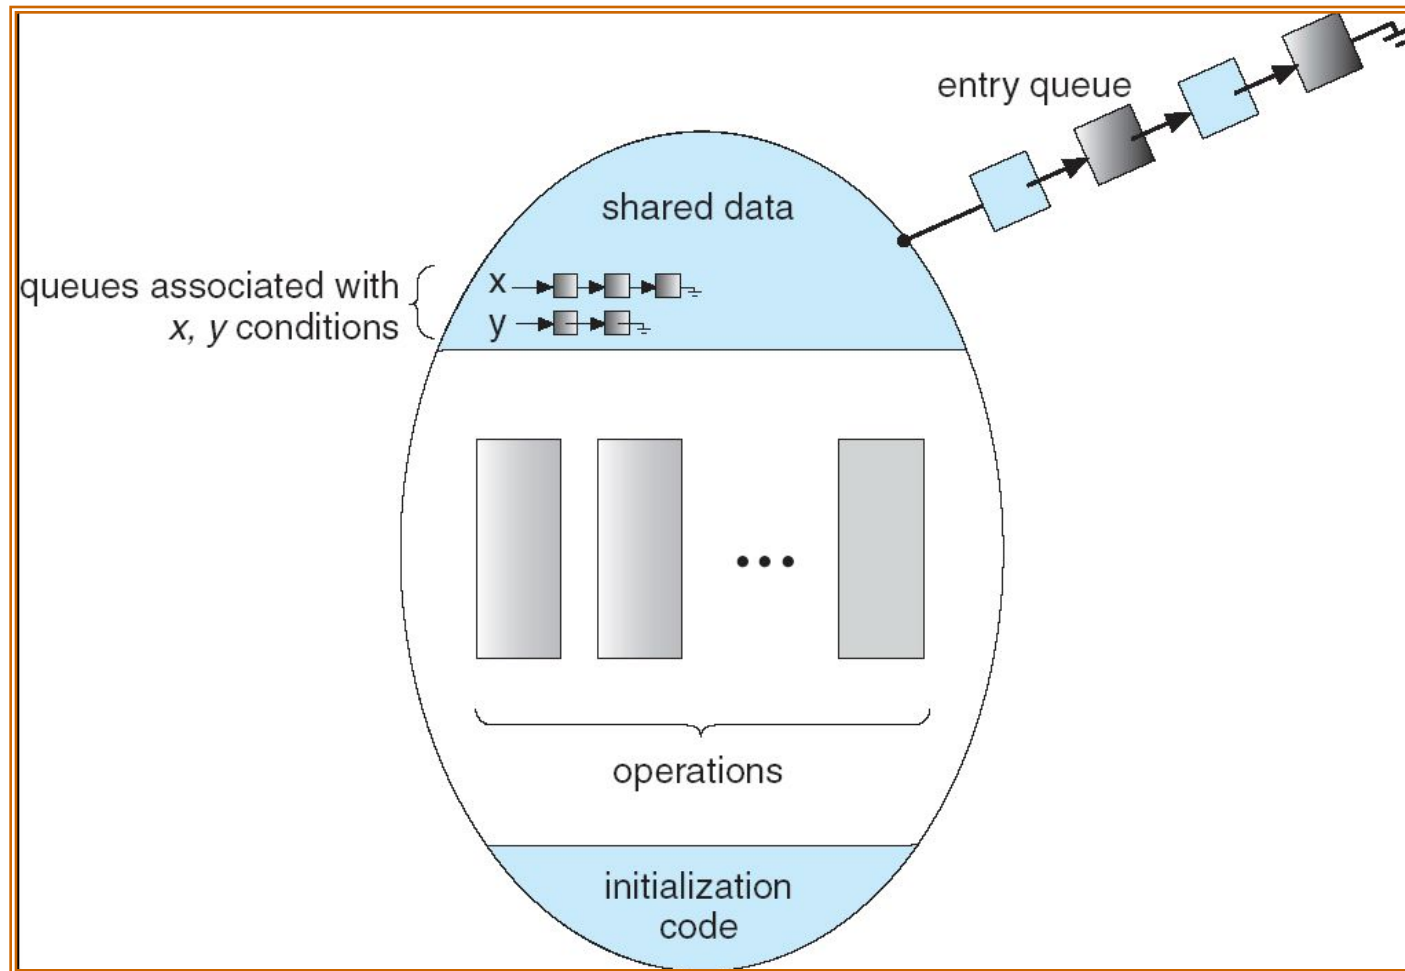 entry queue
shared data
queues associated with
x, y conditions
x
y
•••
operations
initialization
code